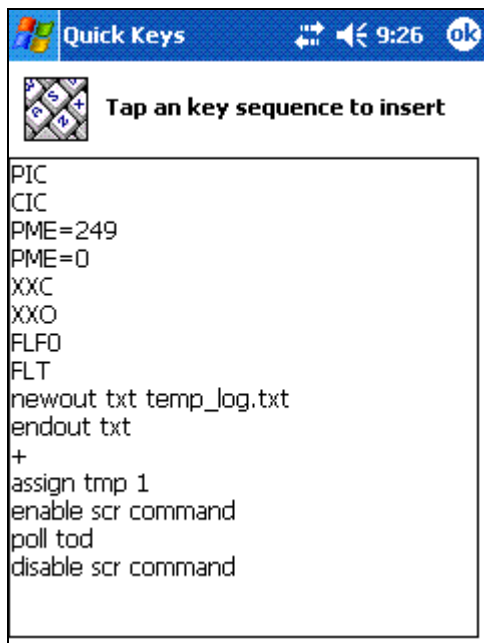 Quick Keys 9:26 ok
Tap an key sequence to insert
PIC
CIC
PME=249
PME=0
XXC
XXO
FLF0
FLT
newout txt temp_log.txt
endout txt
+
assign tmp 1
enable scr command
poll tod
disable scr command